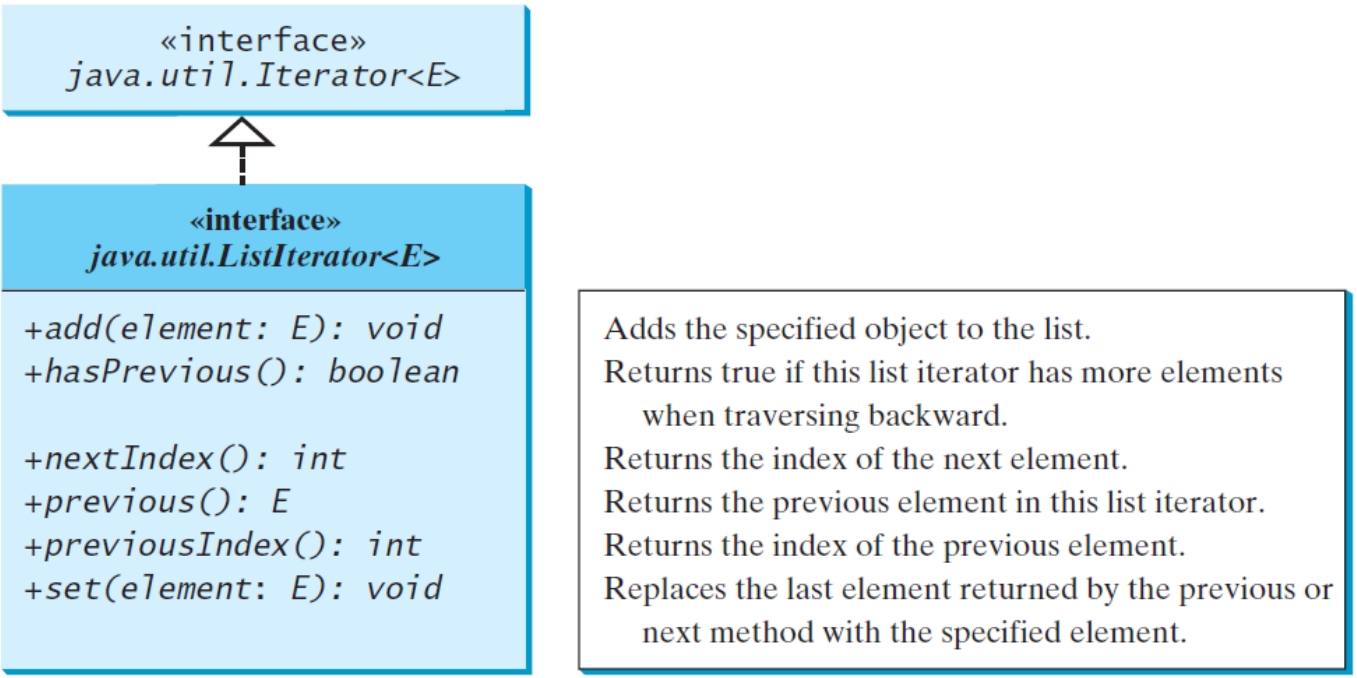 «interface»
java.util.Iterator<E>
«interface»
java.util.ListIterator<E>
+add(element: E): void
+hasPrevious(): boolean
+nextIndex(): int
+previous(): E
+previousIndex(): int
+set(element: E): void
Adds the specified object to the list.
Returns true if this list iterator has more elements
when traversing backward.
Returns the index of the next element.
Returns the previous element in this list iterator.
Returns the index of the previous element.
Replaces the last element returned by the previous or
next method with the specified element.